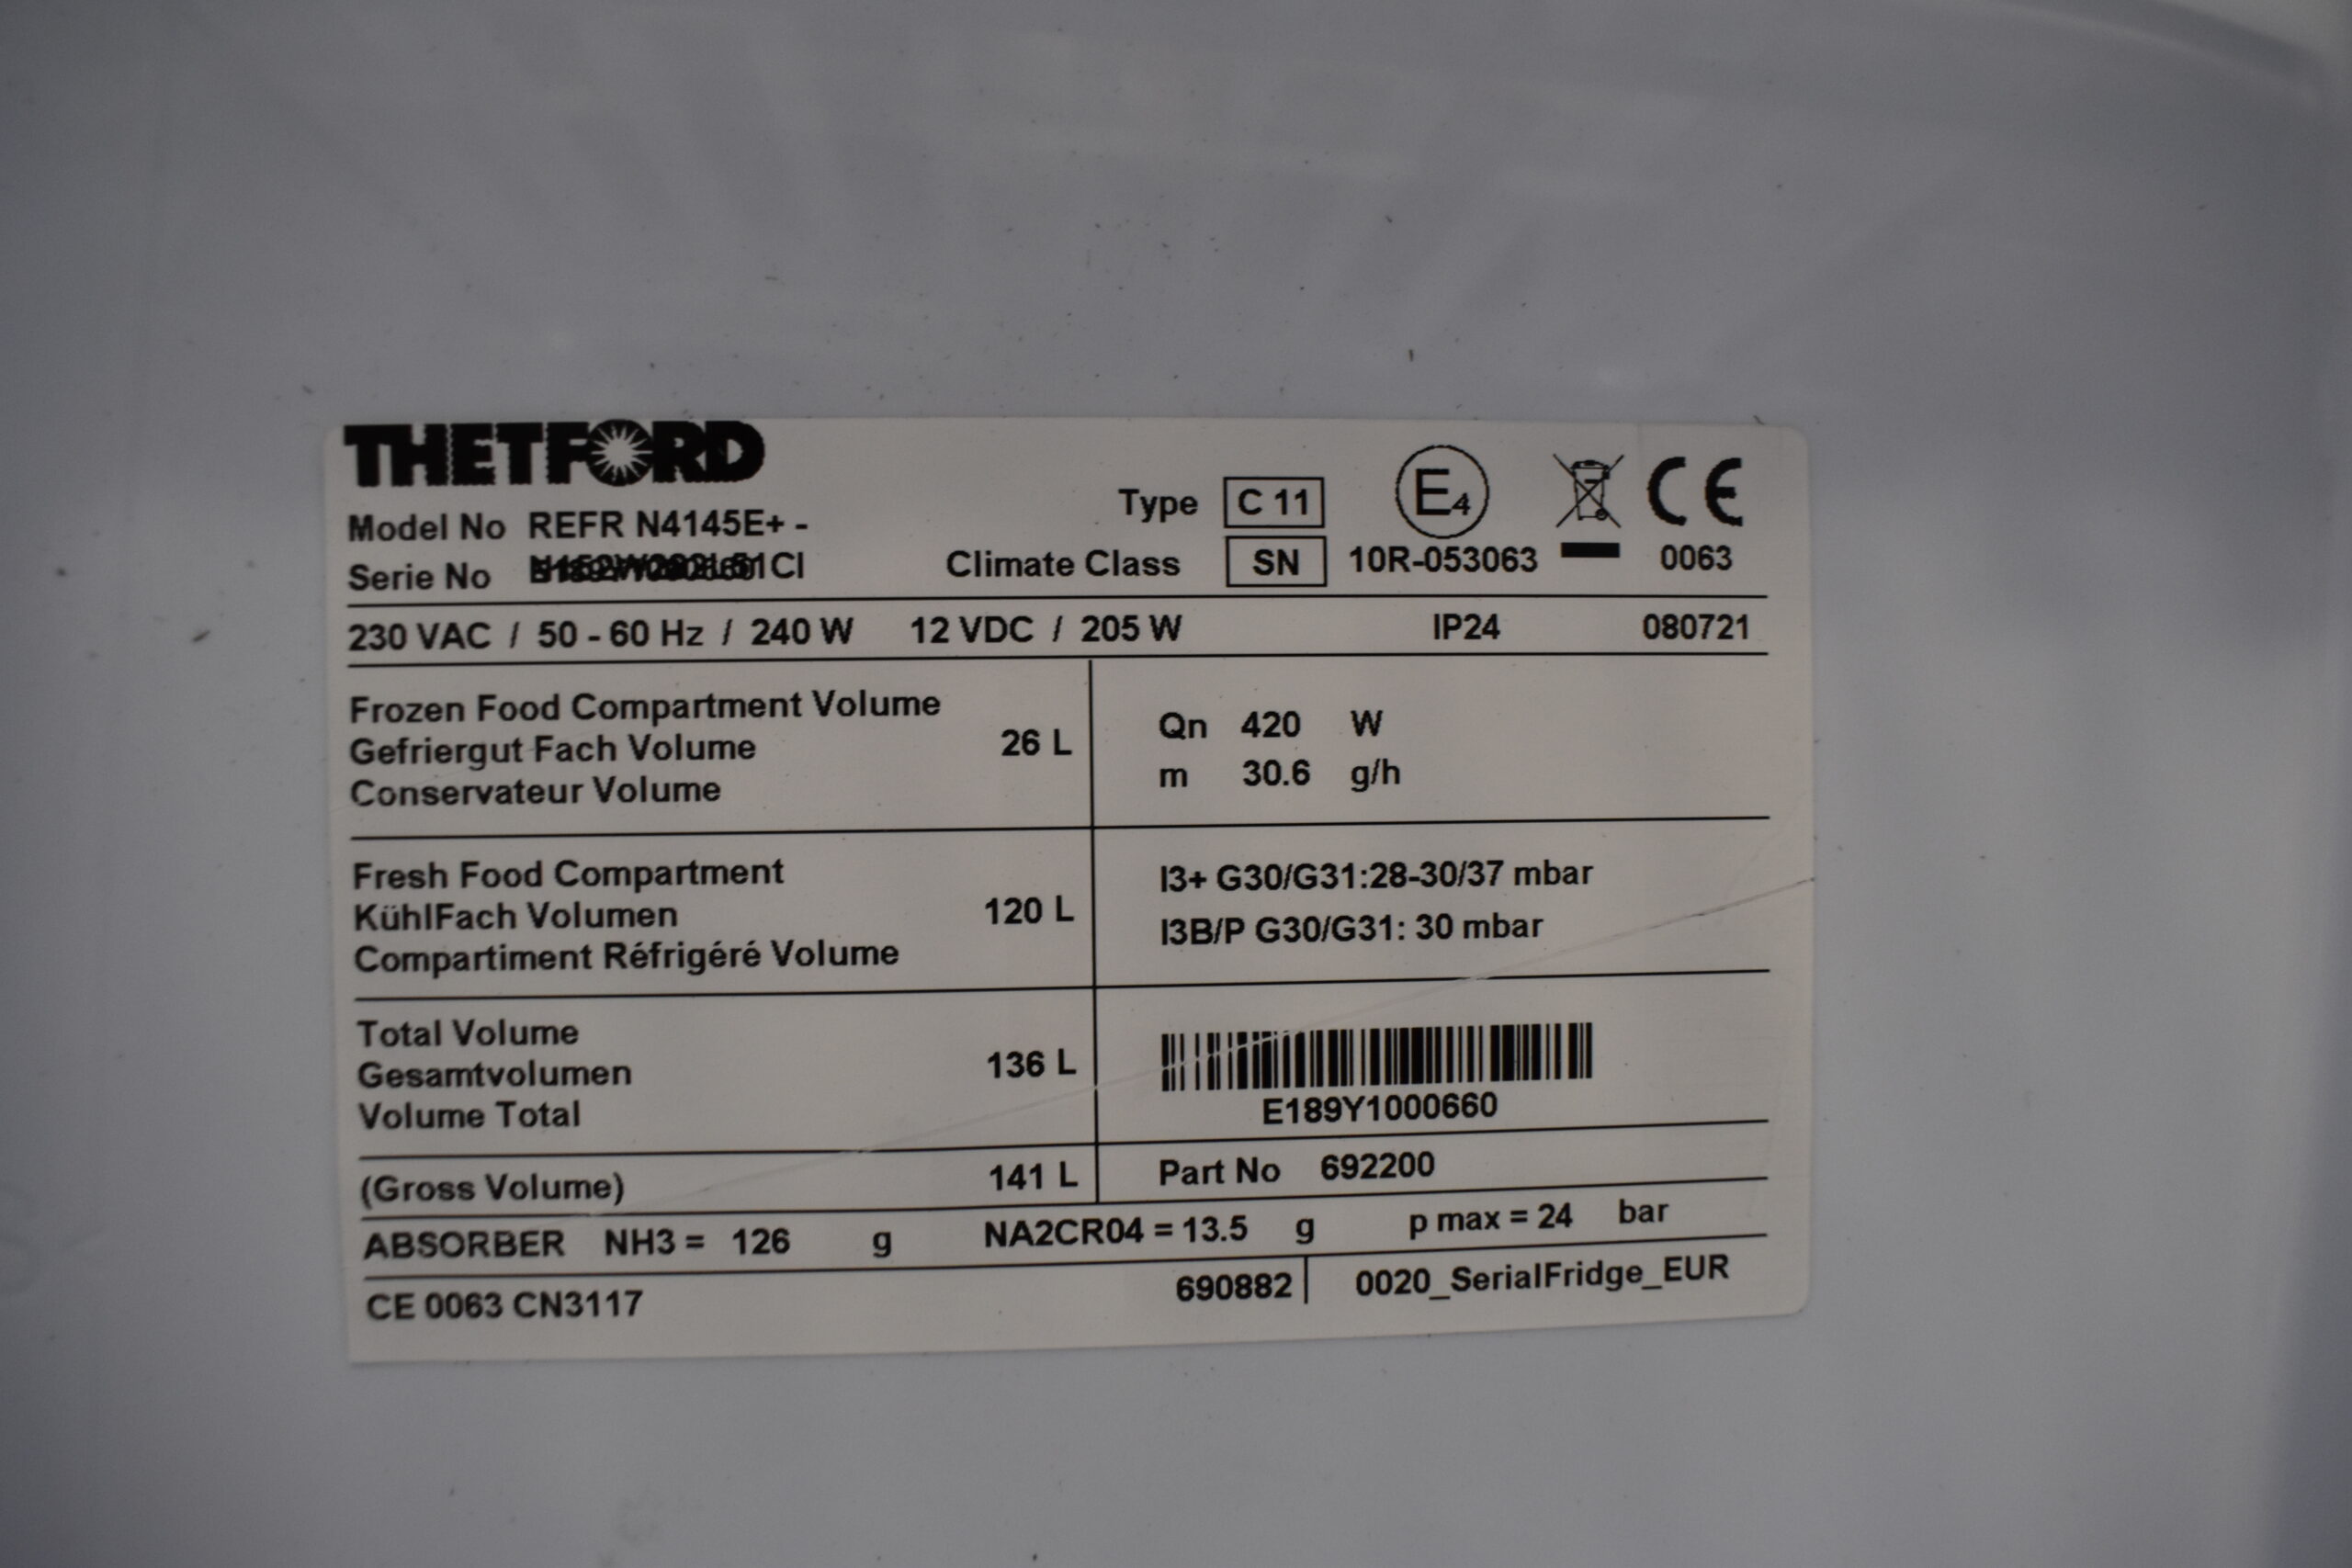 THETFORD
Model No REFR N4145E+ -
Serie No
Type C 11
Climate Class SN
E4
10R-053063
CE
0063
230 VAC / 50 - 60 Hz / 240 W 12 VDC / 205 W IP24 080721
Frozen Food Compartment Volume
Gefriergut Fach Volume
Conservateur Volume
26 L
Qn 420 W
m 30.6 g/h
Fresh Food Compartment
KühlFach Volumen
Compartiment Réfrigéré Volume
120 L
I3+ G30/G31:28-30/37 mbar
I3B/P G30/G31: 30 mbar
Total Volume
Gesamtvolumen
Volume Total
136 L
E189Y1000660
(Gross Volume) 141 L
Part No 692200
ABSORBER NH3 = 126 g NA2CR04 = 13.5 g p max = 24 bar
CE 0063 CN3117 690882 0020_SerialFridge_EUR